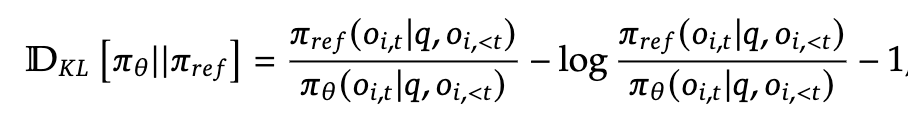 𝔻_{KL} [π_θ||π_{ref}] = \frac{π_{ref}(o_{i,t}|q, o_{i,<t})}{π_θ(o_{i,t}|q, o_{i,<t})} − log \frac{π_{ref}(o_{i,t}|q, o_{i,<t})}{π_θ(o_{i,t}|q, o_{i,<t})} − 1,